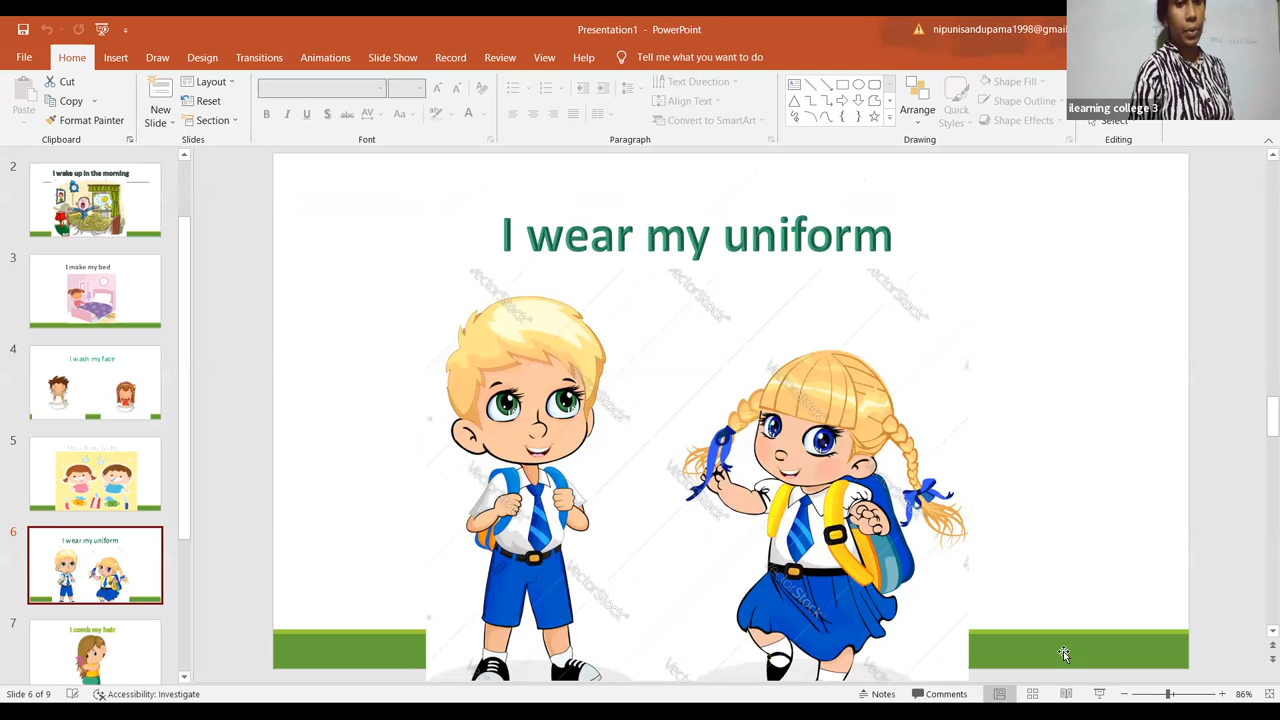 Presentation1 - PowerPoint
nipunisandupama1998@gmail
File Home Insert Draw Design Transitions Animations Slide Show Record Review View Help Tell me what you want to do
ilearning college 3
Paste
Cut
Copy
Format Painter
Clipboard
New
Slide
Layout
Reset
Section
Slides
Font
Text Direction
Align Text
Convert to SmartArt
Paragraph
Arrange
Quick
Styles
Shape Fill
Shape Outline
Shape Effects
Drawing
Select
Editing
2
I wake up in the morning
3
I make my bed
4
I wash my face
5
6
I wear my uniform
7
I comb my hair
I wear my uniform
VectorStock®
VectorStock®
VectorStock®
Slide 6 of 9
Accessibility: Investigate
Notes
Comments
86%